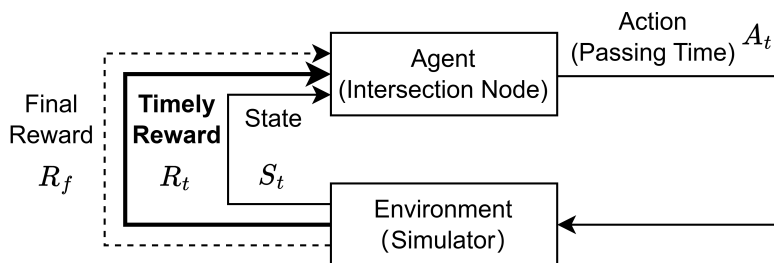 Final
Reward
R_f
Timely
Reward
R_t
State
S_t
Agent
(Intersection Node)
Action
(Passing Time)
A_t
Environment
(Simulator)